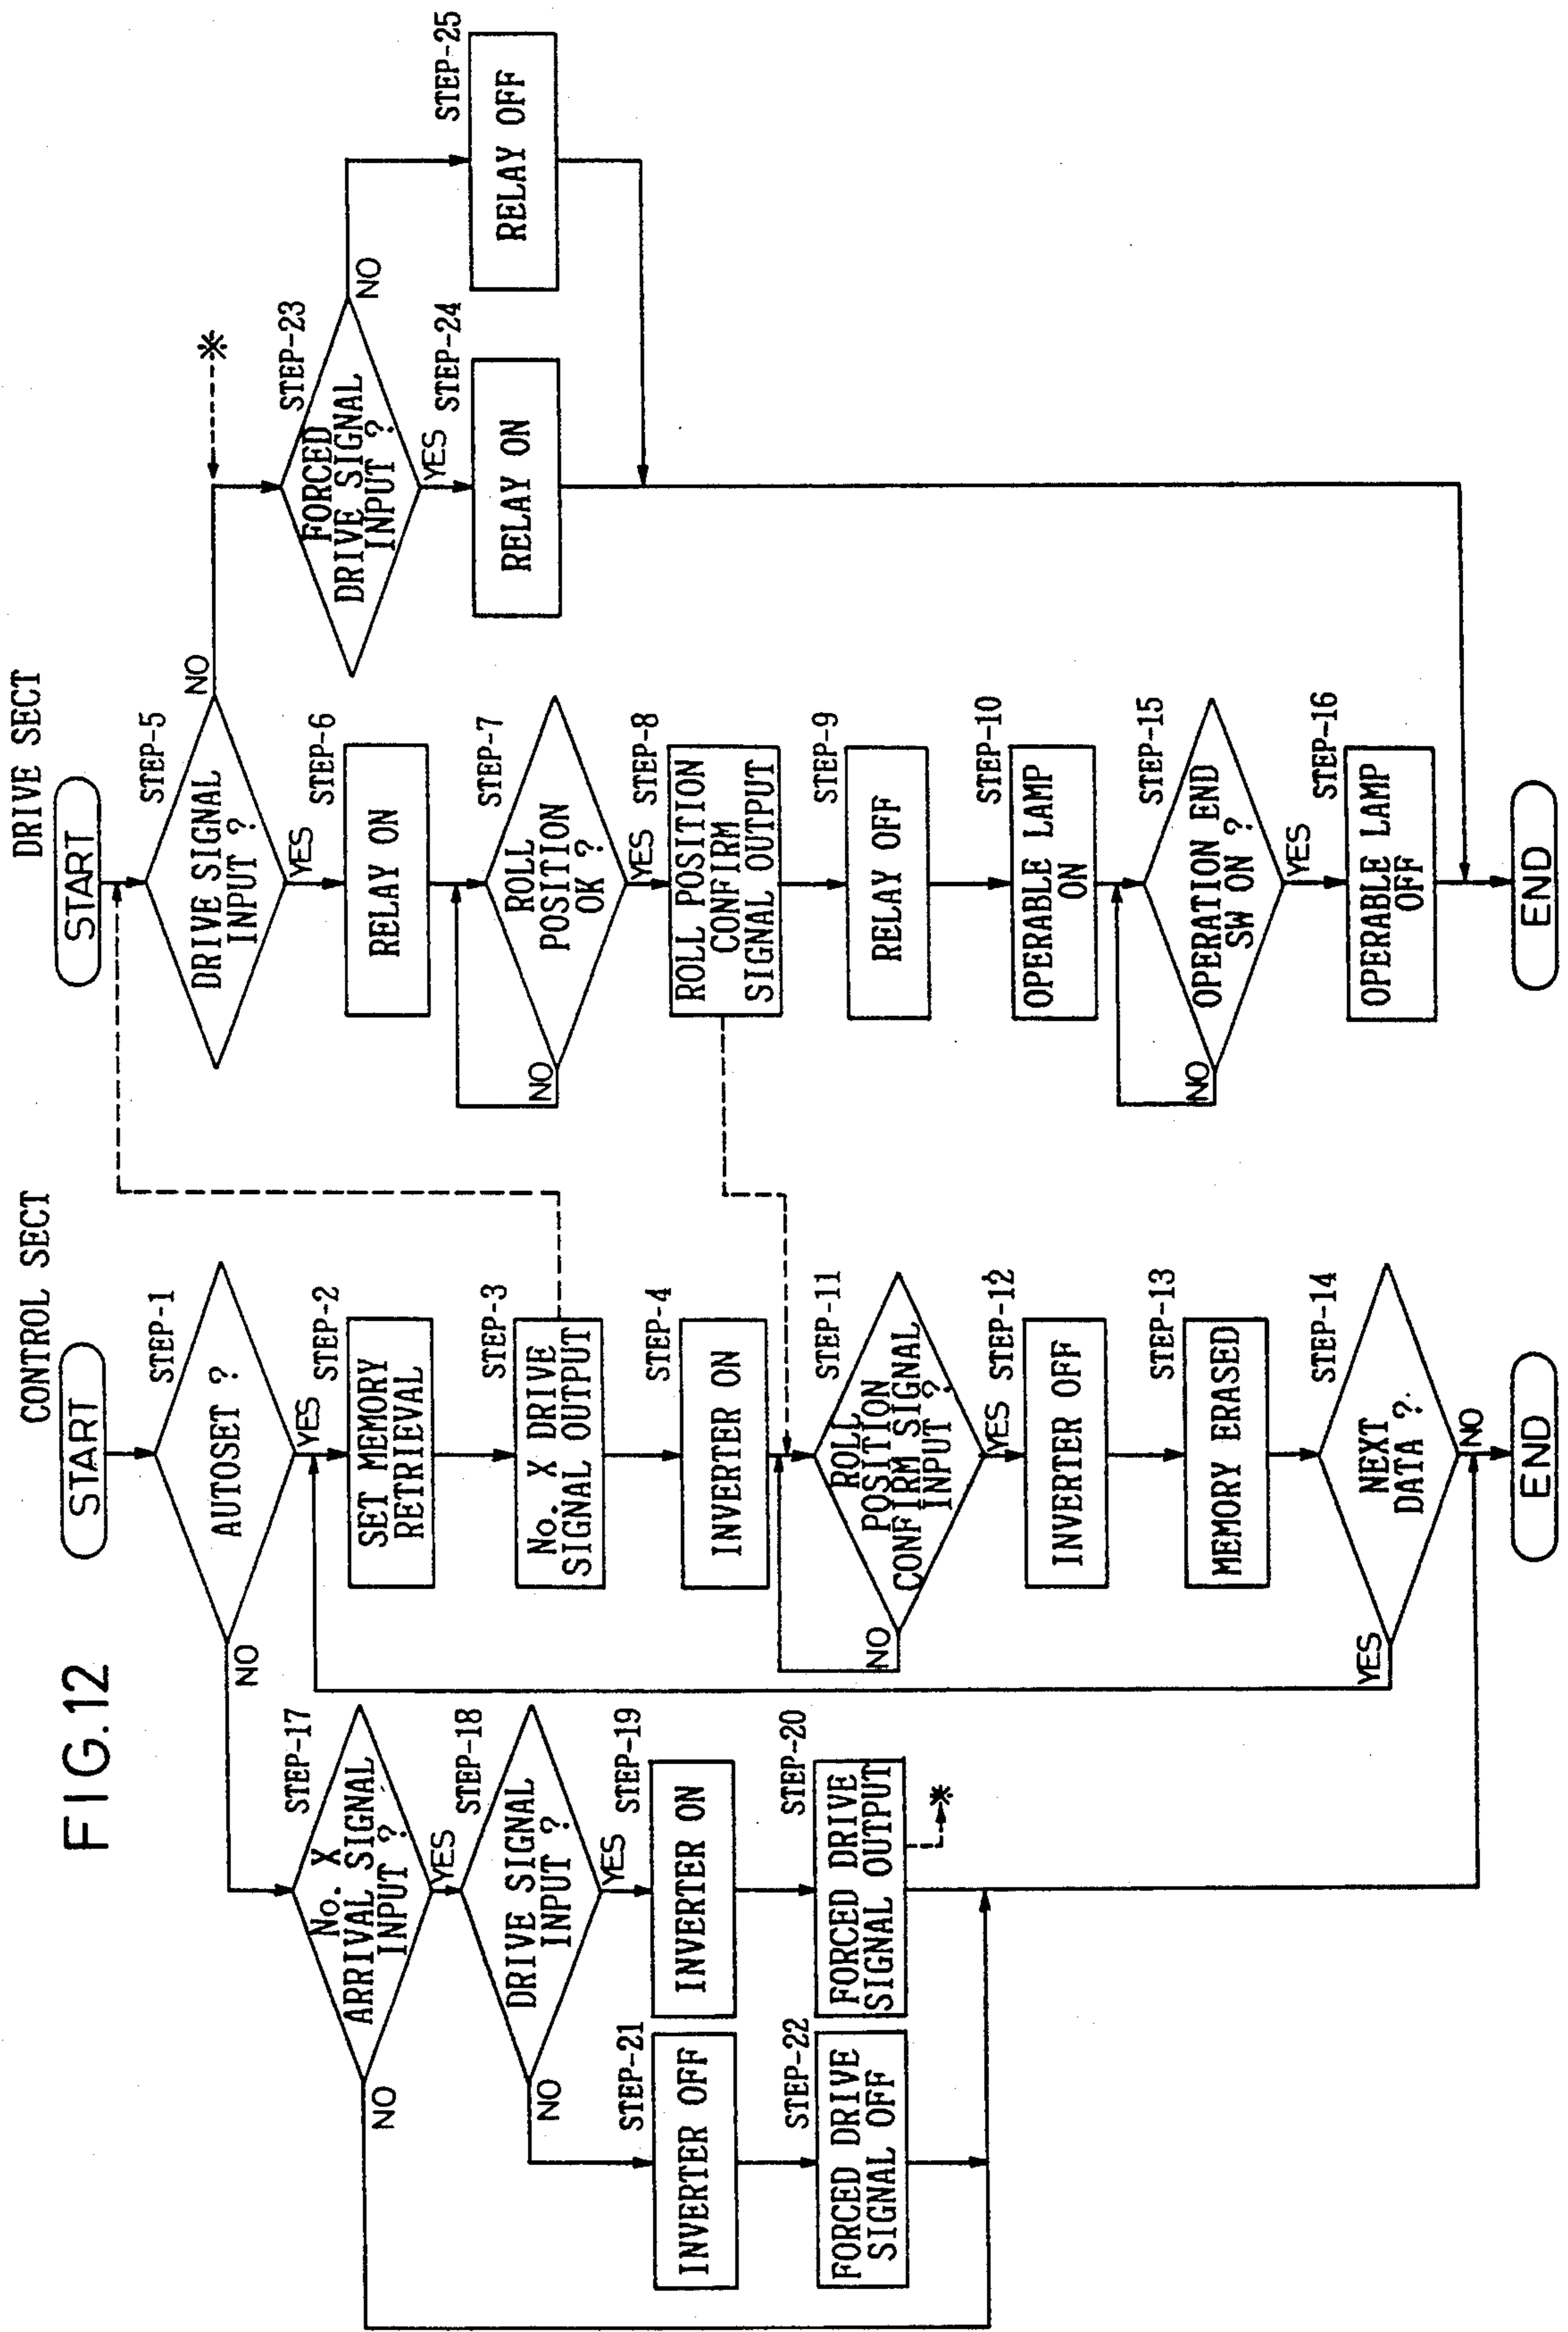 FIG.12
CONTROL SECT
START
STEP-1
AUTOSET ?
YES
NO
STEP-2
SET MEMORY
RETRIEVAL
STEP-3
No. X DRIVE
SIGNAL OUTPUT
STEP-4
INVERTER ON
STEP-11
ROLL
POSITION
CONFIRM SIGNAL
INPUT ?
NO
YES
STEP-12
INVERTER OFF
STEP-13
MEMORY ERASED
STEP-14
NEXT
DATA ?
YES
NO
END
STEP-17
No. X
ARRIVAL SIGNAL
INPUT ?
NO
YES
STEP-18
DRIVE SIGNAL
INPUT ?
NO
YES
STEP-19
INVERTER ON
STEP-20
FORCED DRIVE
SIGNAL OUTPUT
※
STEP-21
INVERTER OFF
STEP-22
FORCED DRIVE
SIGNAL OFF
DRIVE SECT
START
STEP-5
DRIVE SIGNAL
INPUT ?
NO
YES
STEP-6
RELAY ON
STEP-7
ROLL
POSITION
OK ?
NO
YES
STEP-8
ROLL POSITION
CONFIRM
SIGNAL OUTPUT
STEP-9
RELAY OFF
STEP-10
OPERABLE LAMP
ON
STEP-15
OPERATION END
SW ON ?
NO
YES
STEP-16
OPERABLE LAMP
OFF
END
※
STEP-23
FORCED
DRIVE SIGNAL
INPUT ?
NO
YES
STEP-24
RELAY ON
STEP-25
RELAY OFF